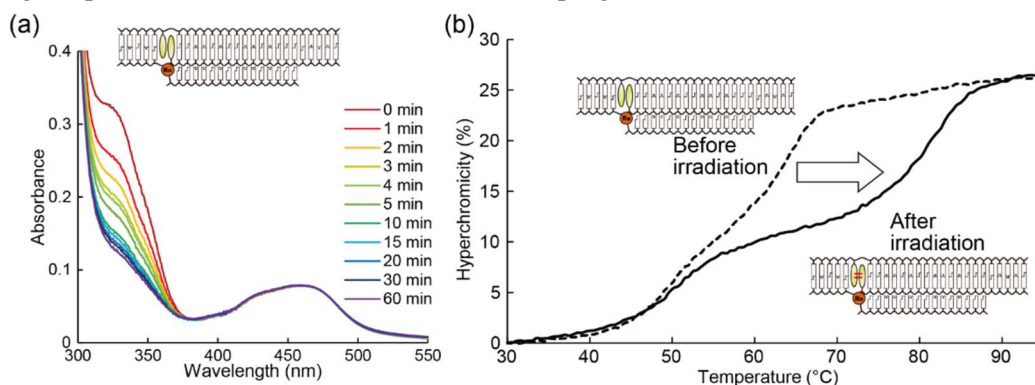 (a)
0.4
0.3
0.2
0.1
0
Absorbance
300 350 400 450 500 550
Wavelength (nm)
Ru
0 min
1 min
2 min
3 min
4 min
5 min
10 min
15 min
20 min
30 min
60 min
(b)
30
25
20
15
10
5
0
Hyperchromicity (%)
30 40 50 60 70 80 90
Temperature (°C)
Ru
Before
irradiation
After
irradiation
Ru